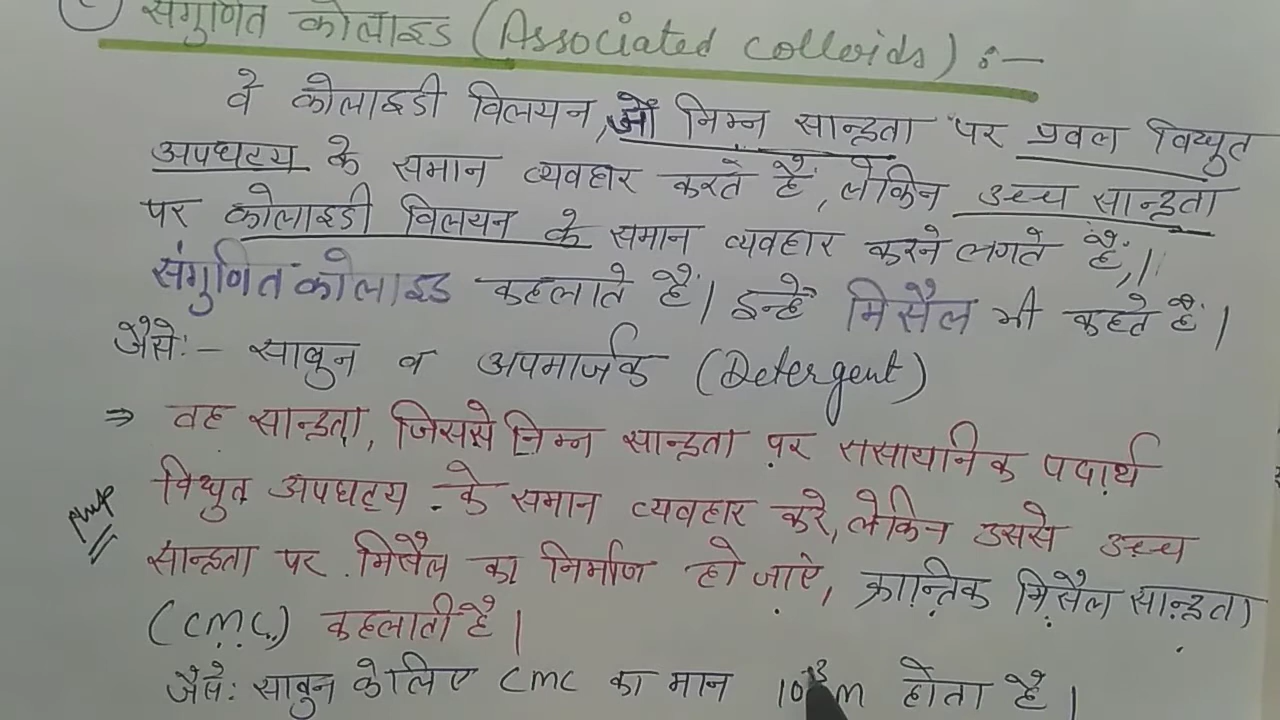 संगुणित कोलाइड (Associated colloids) :-
वे कोलाइडी विलयन, जो निम्न सान्द्रता पर प्रबल विद्युत
अपघट्य के समान व्यवहार करते हैं, लेकिन उच्च सान्द्रता
पर कोलाइडी विलयन के समान व्यवहार करने लगते हैं,।
संगुणित कोलाइड कहलाते हैं। इन्हें मिसैल भी कहते हैं।
जैसे:- साबुन व अपमार्जक (Detergent)
⇒ वह सान्द्रता, जिससे निम्न सान्द्रता पर रासायनिक पदार्थ
विद्युत अपघट्य के समान व्यवहार करे, लेकिन उससे उच्च
सान्द्रता पर मिसैल का निर्माण हो जाऐ, क्रान्तिक मिसैल सान्द्रता
(CMC) कहलाती है।
जैसे: साबुन के लिए CMC का मान होता है।